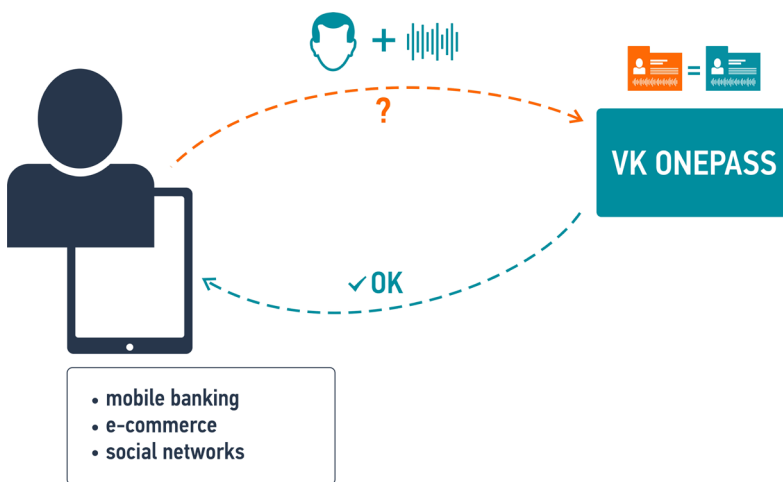 +
?
=
VK ONEPASS
✓OK
• mobile banking
• e-commerce
• social networks